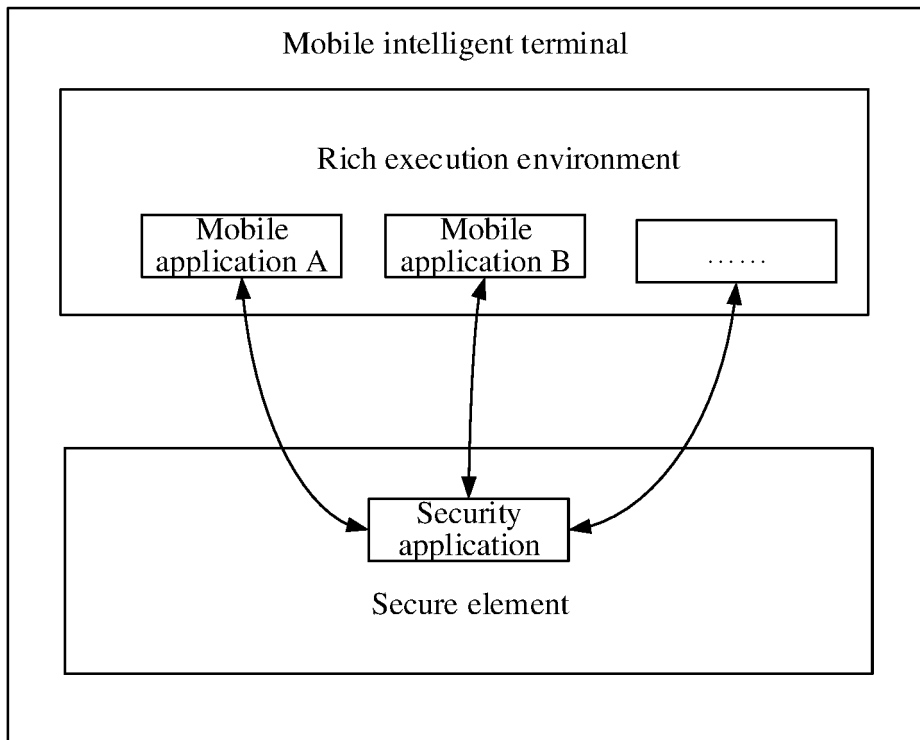 Mobile intelligent terminal
Rich execution environment
Mobile
application A
Mobile
application B
……
Security
application
Secure element